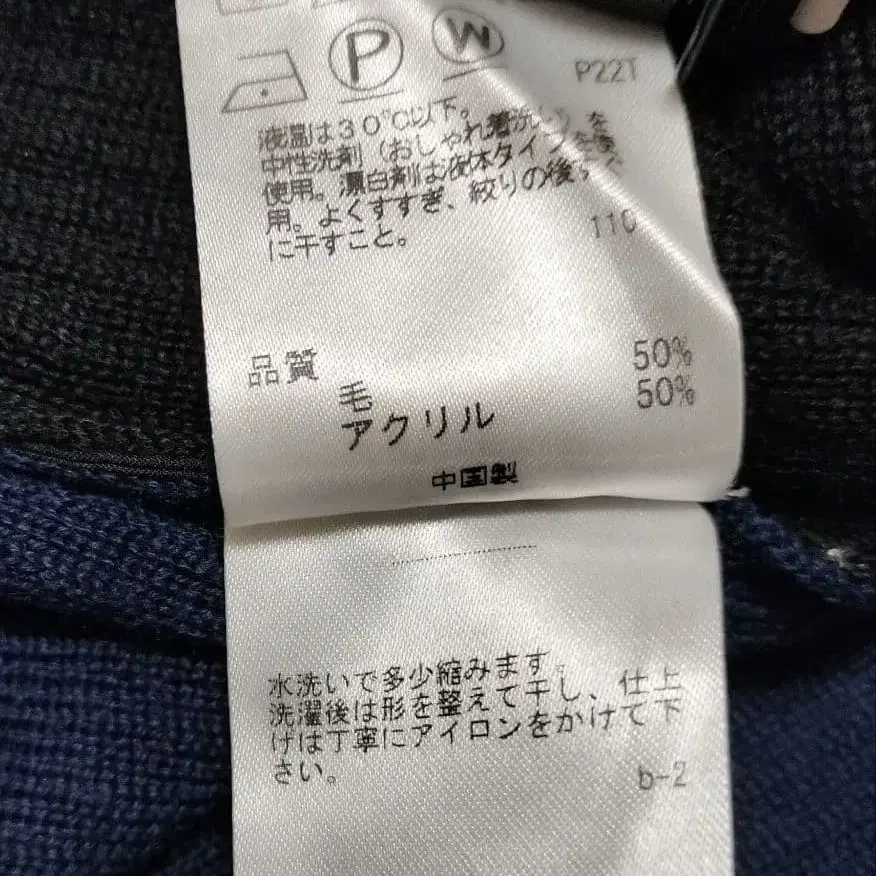 P W
P22T
液温は30℃以下。
中性洗剤（おしゃれ着洗い）を
使用。漂白剤は液体タイプを使
用。よくすすぎ、絞りの後すぐ
に干すこと。
110
品質 50%
毛 50%
アクリル
中国製
水洗いで多少縮みます。
洗濯後は形を整えて干し、仕上
げは丁寧にアイロンをかけて下
さい。
b-2